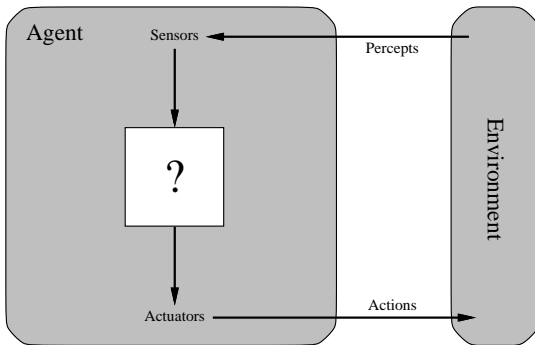 Agent
Sensors
Percepts
?
Environment
Actuators
Actions